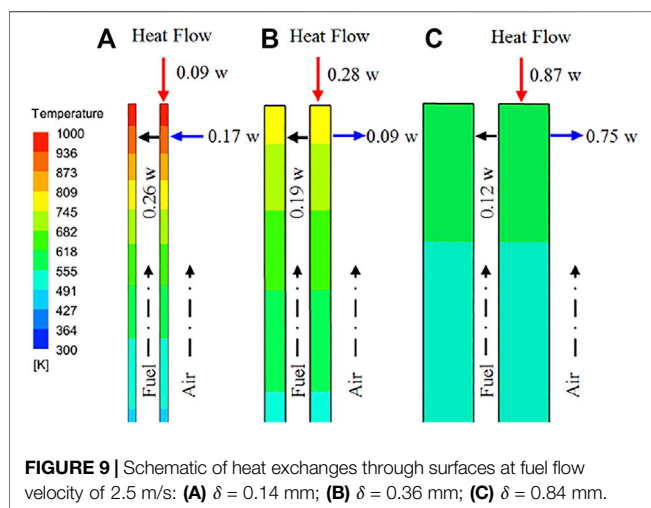 A Heat Flow
B Heat Flow
C Heat Flow
0.09 w
0.28 w
0.87 w
Temperature
1000
936
873
809
745
682
618
555
491
427
364
300
[K]
0.17 w
0.26 w
Fuel
Air
0.09 w
0.19 w
Fuel
Air
0.75 w
0.12 w
Fuel
Air
FIGURE 9 | Schematic of heat exchanges through surfaces at fuel flow
velocity of 2.5 m/s: (A) δ = 0.14 mm; (B) δ = 0.36 mm; (C) δ = 0.84 mm.